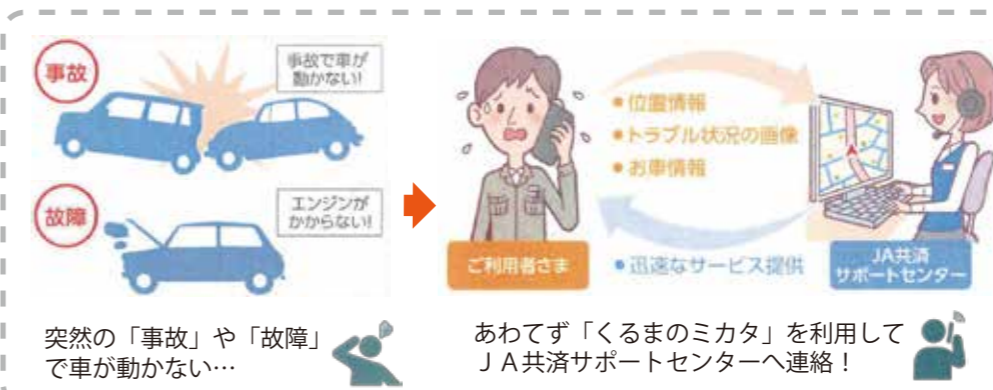 事故
事故で車が
動かない!
故障
エンジンが
かからない!
突然の「事故」や「故障」
で車が動かない…
●位置情報
●トラブル状況の画像
●お車情報
ご利用者さま
●迅速なサービス提供
JA共済
サポートセンター
あわてず「くるまのミカタ」を利用して
JA共済サポートセンターへ連絡!